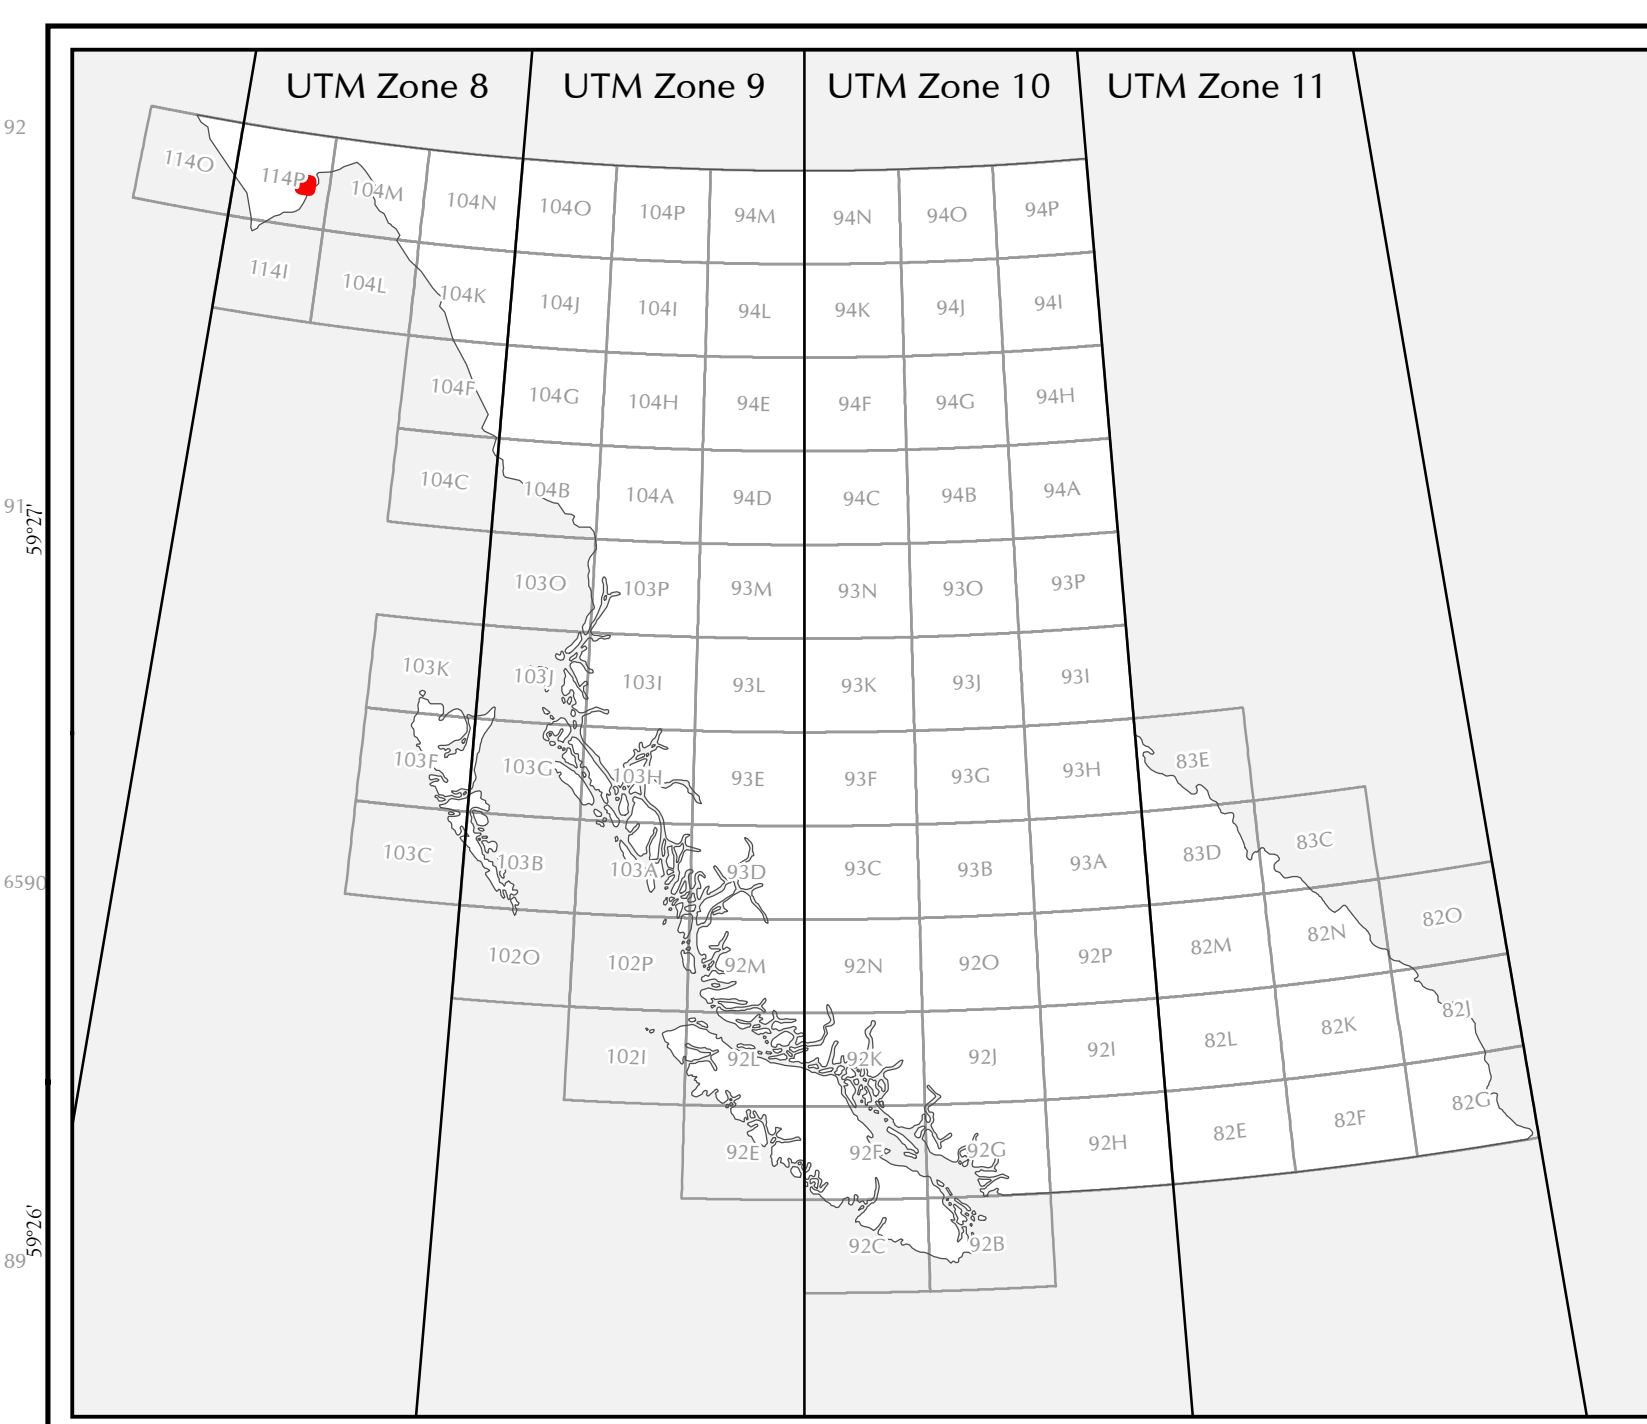 UTM Zone 8 UTM Zone 9 UTM Zone 10 UTM Zone 11
92
114O 114P 104M 104N 104O 104P 94M 94N 94O 94P
114I 104L 104K 104J 104I 94L 94K 94J 94I
104F 104G 104H 94E 94F 94G 94H
91
59°27'
104C 104B 104A 94D 94C 94B 94A
103O 103P 93M 93N 93O 93P
103K 103J 103I 93L 93K 93J 93I
103F 103G 103H 93E 93F 93G 93H 83E
6590
103C 103B 103A 93D 93C 93B 93A 83D 83C
102O 102P 92M 92N 92O 92P 82M 82N 82O
102I 92L 92K 92J 92I 82L 82K 82J
92E 92F 92G 92H 82E 82F 82G
89
59°26'
92C 92B